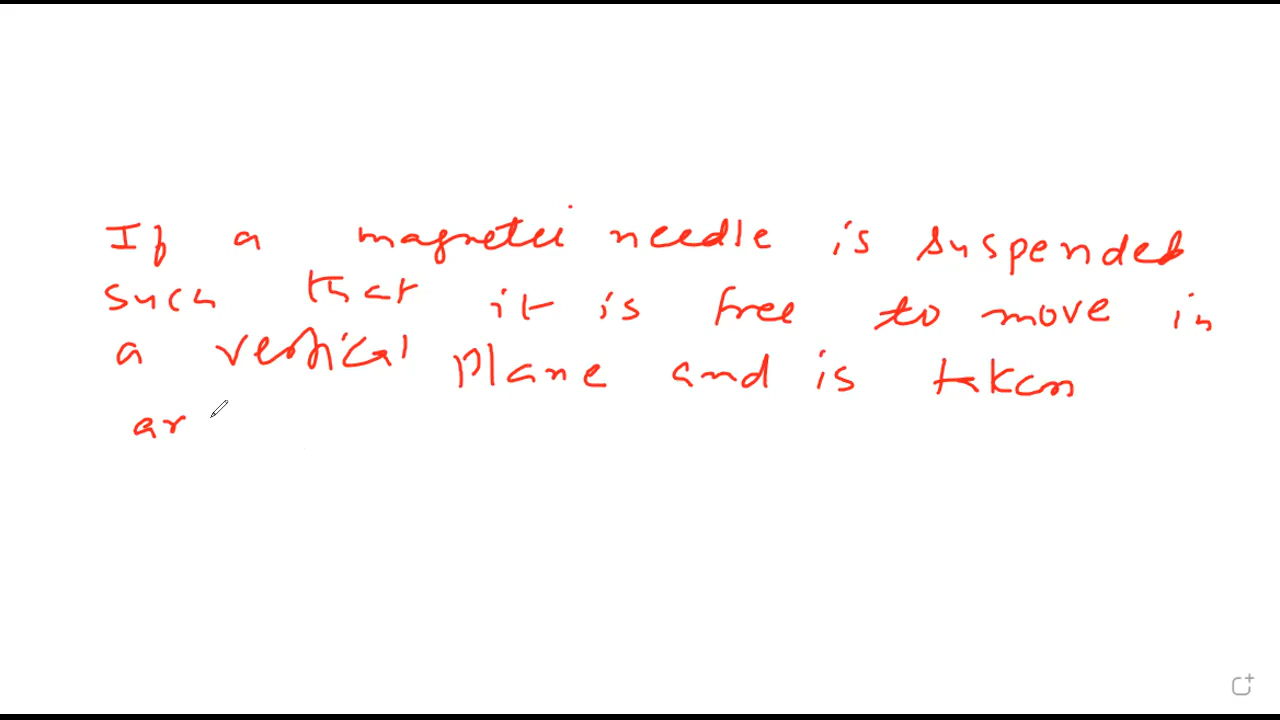 If a magnetic needle is suspended
such that it is free to move in
a vertical plane and is taken
ar